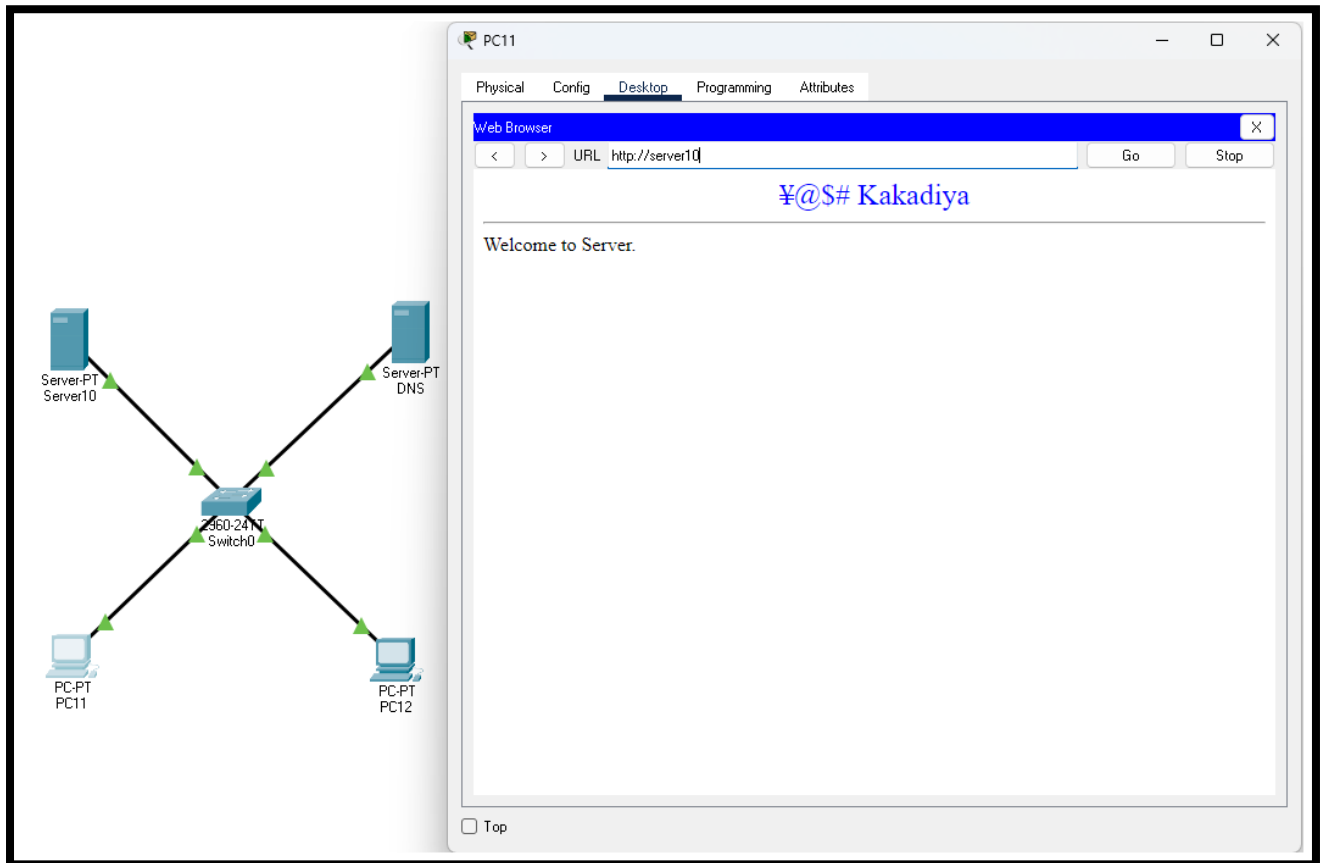 PC11
Physical Config Desktop Programming Attributes
Web Browser
X
< > URL http://server10 Go Stop
¥@$# Kakadiya
Welcome to Server.
Server-PT
Server10
Server-PT
DNS
2960-24TT
Switch0
PC-PT
PC11
PC-PT
PC12
Top